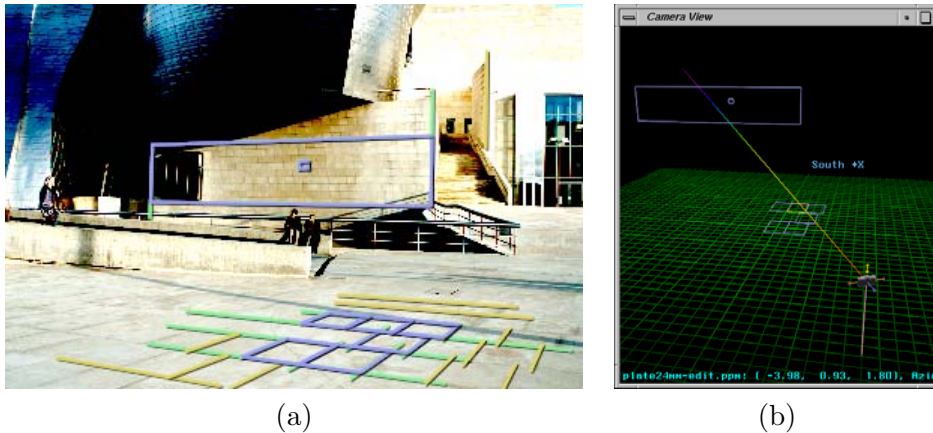 Camera View
South +X
plate24mm-edit.ppm: ( -3.98, 0.93, 1.80), Azi
(a)
(b)